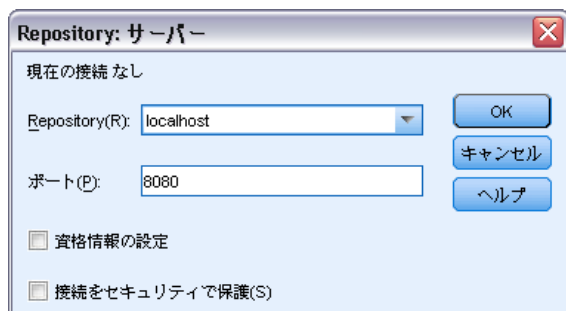 Repository: サーバー
現在の接続 なし
Repository(R): localhost
OK
キャンセル
ポート(P): 8080
ヘルプ
資格情報の設定
接続をセキュリティで保護(S)